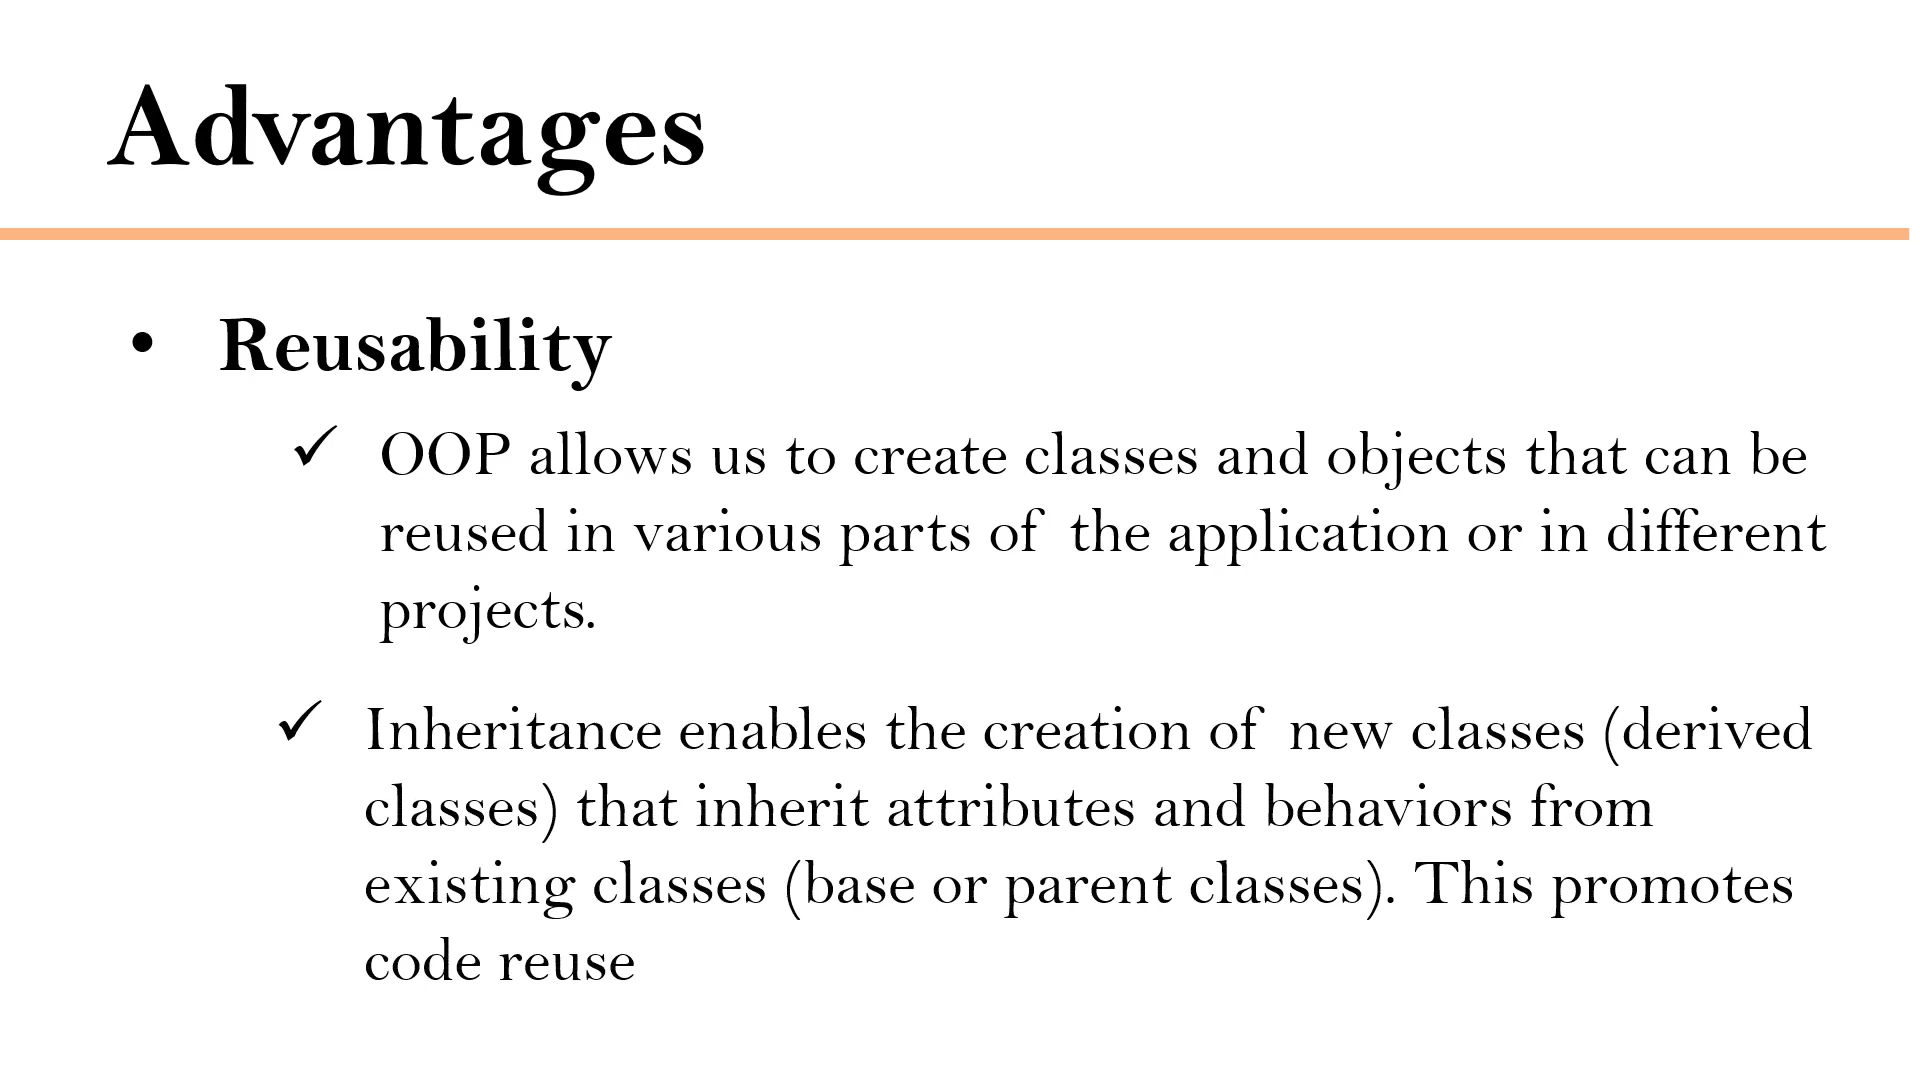 Advantages
• Reusability
✓ OOP allows us to create classes and objects that can be
reused in various parts of the application or in different
projects.
✓ Inheritance enables the creation of new classes (derived
classes) that inherit attributes and behaviors from
existing classes (base or parent classes). This promotes
code reuse